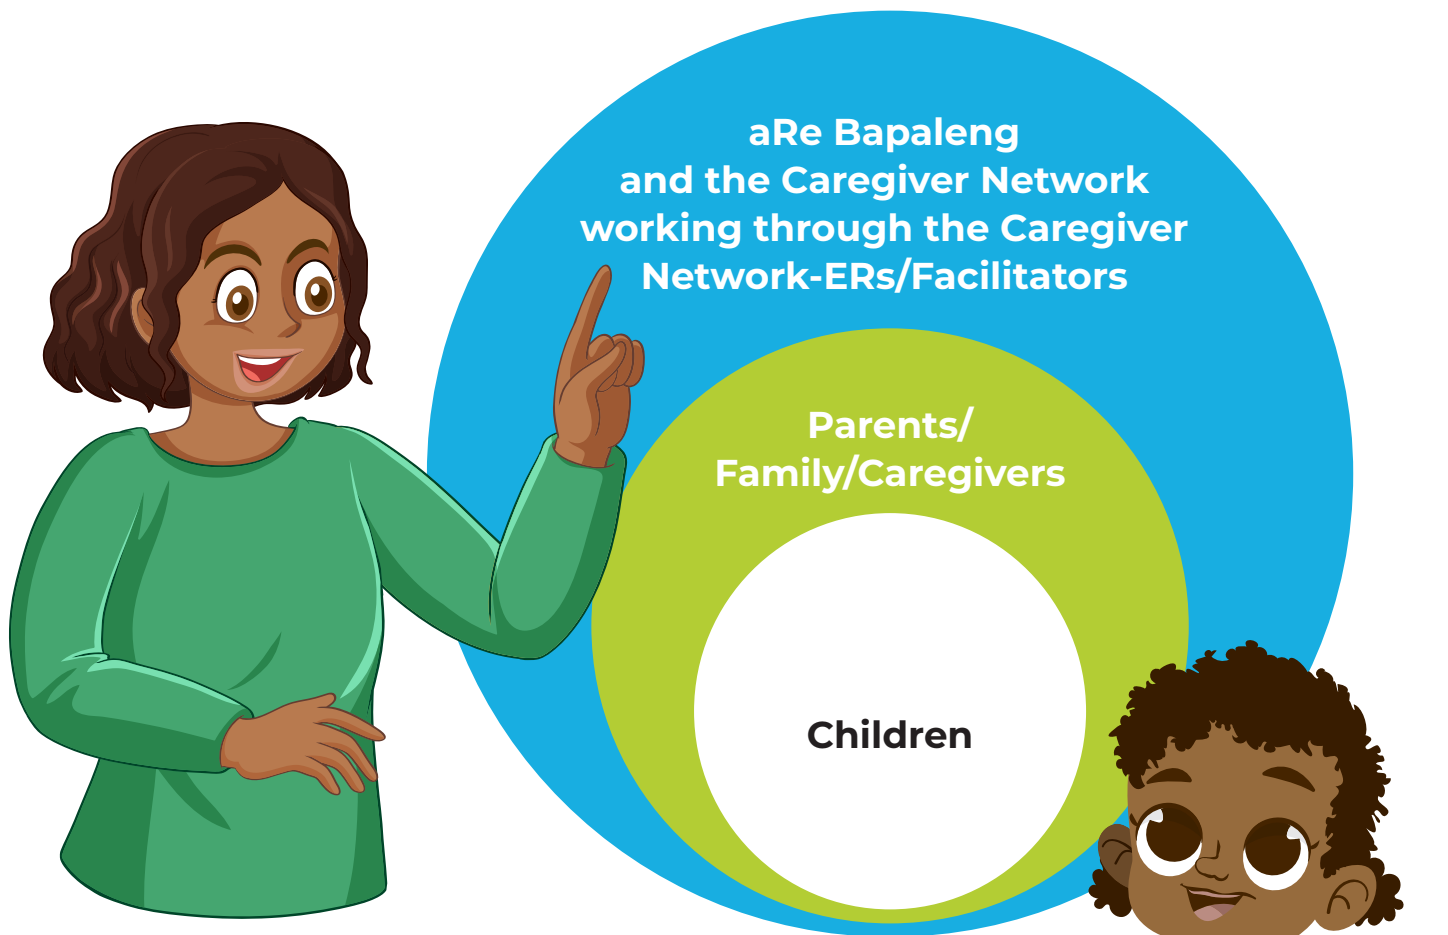 aRe Bapaleng
and the Caregiver Network
working through the Caregiver
Network-ERs/Facilitators
Parents/
Family/Caregivers
Children